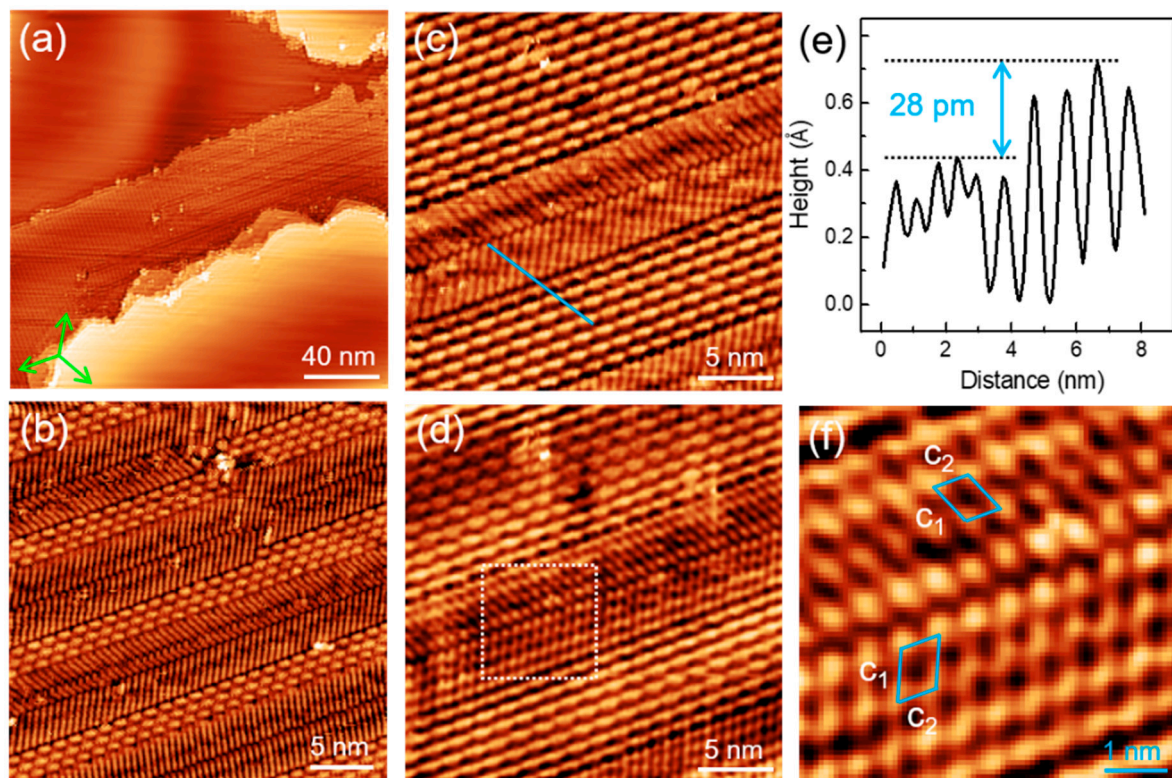 (a)
40 nm
(b)
5 nm
(c)
5 nm
(d)
5 nm
(e)
28 pm
Height (Å)
0.6
0.4
0.2
0.0
0 2 4 6 8
Distance (nm)
(f)
c2
c1
c1
c2
1 nm